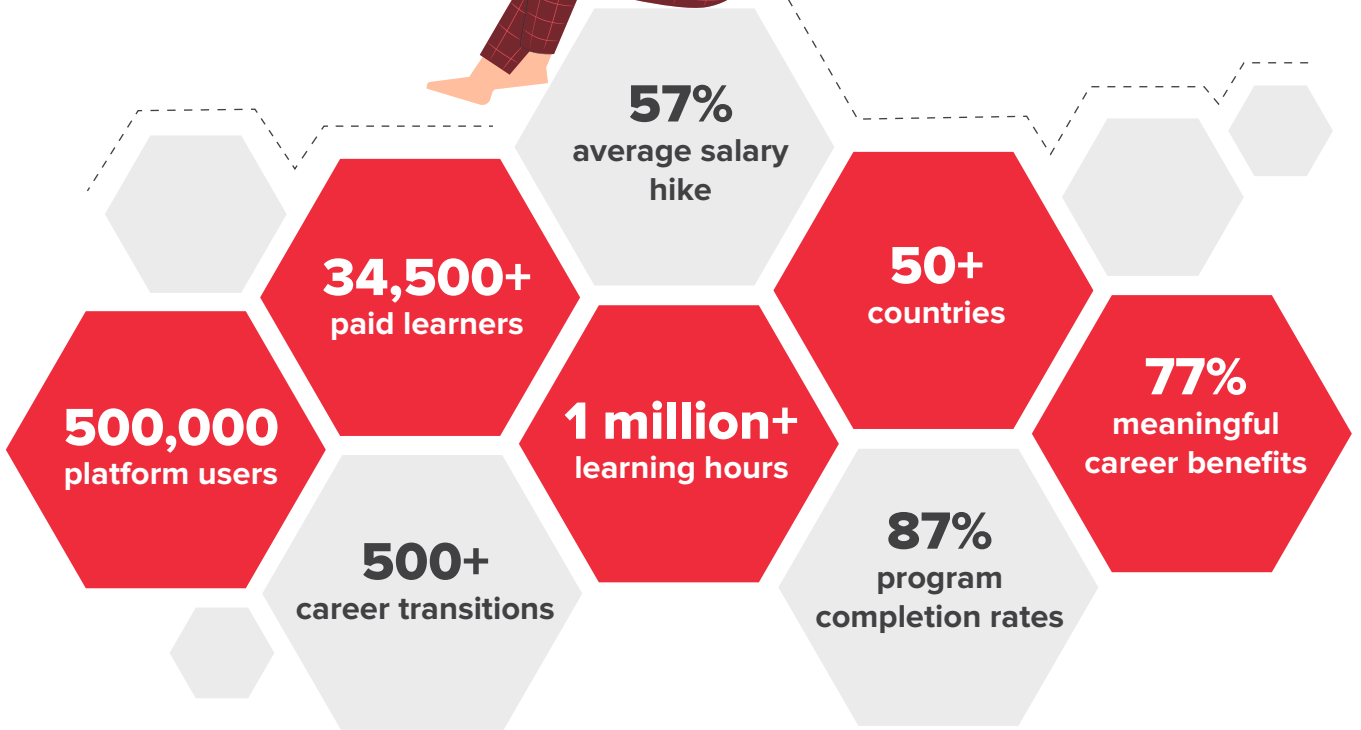 57%
average salary
hike
34,500+
paid learners
50+
countries
500,000
platform users
1 million+
learning hours
77%
meaningful
career benefits
500+
career transitions
87%
program
completion rates